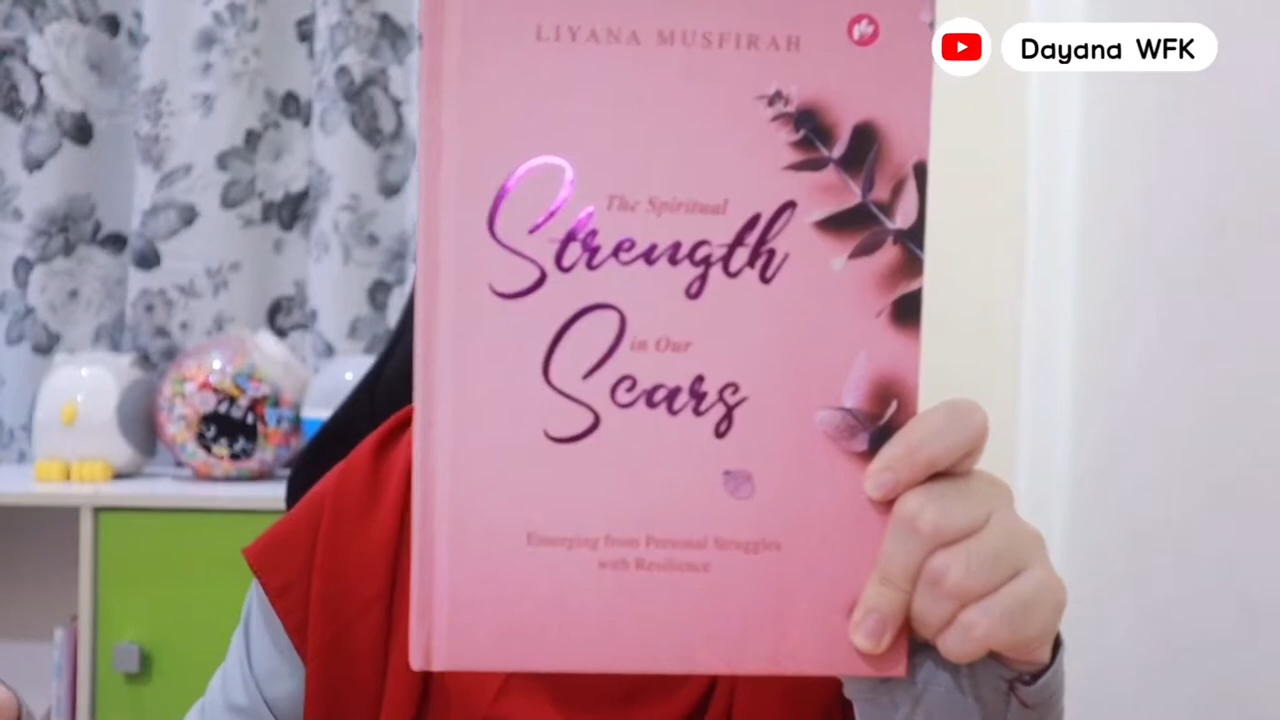 LIYANA MUSFIRAH
Dayana WFK
The Spiritual
Strength
in Our
Scars
Emerging from Personal Struggles
with Resilience